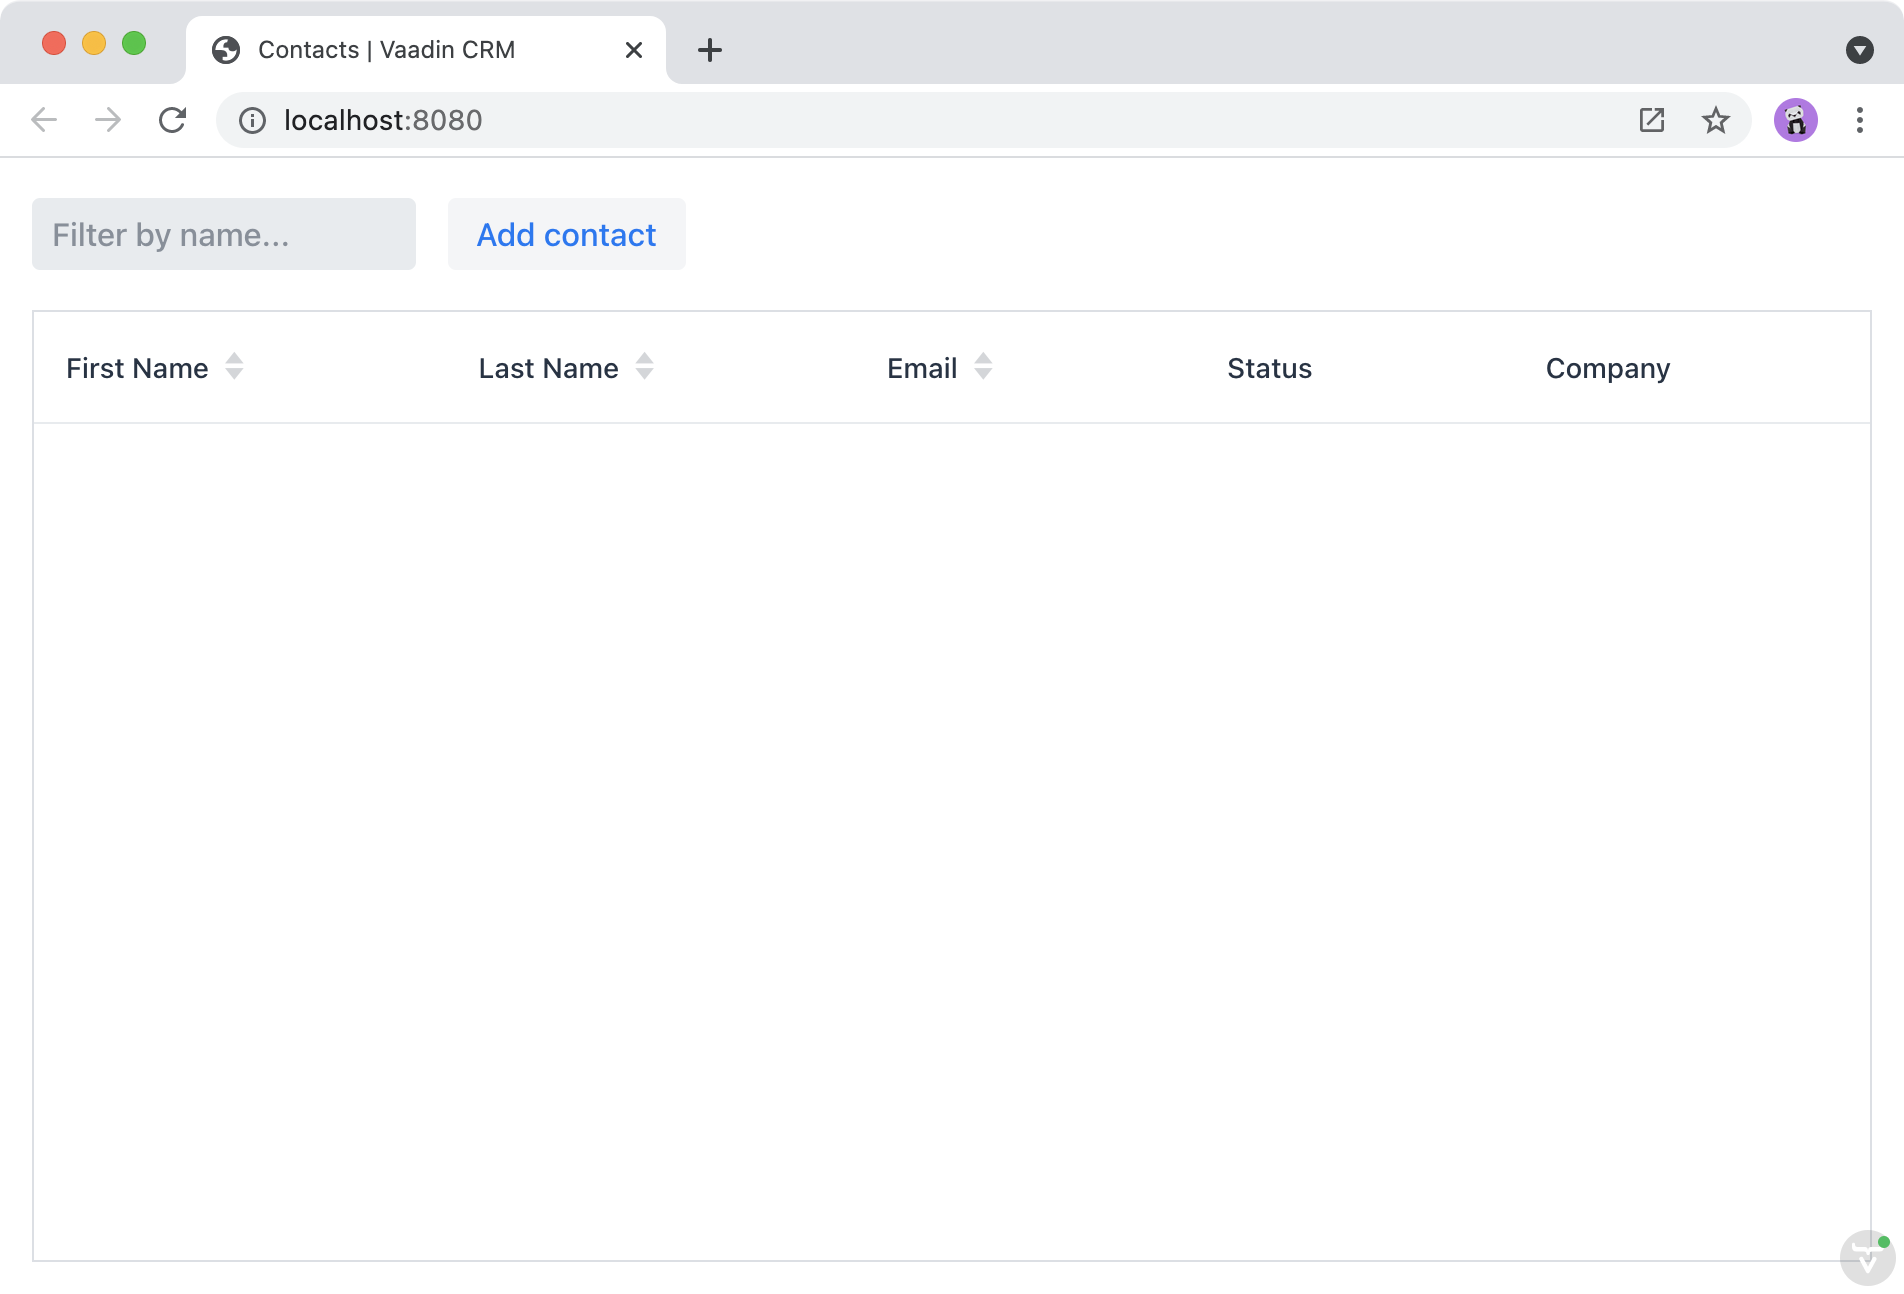 Contacts | Vaadin CRM
localhost:8080
Filter by name...
Add contact
First Name Last Name Email Status Company